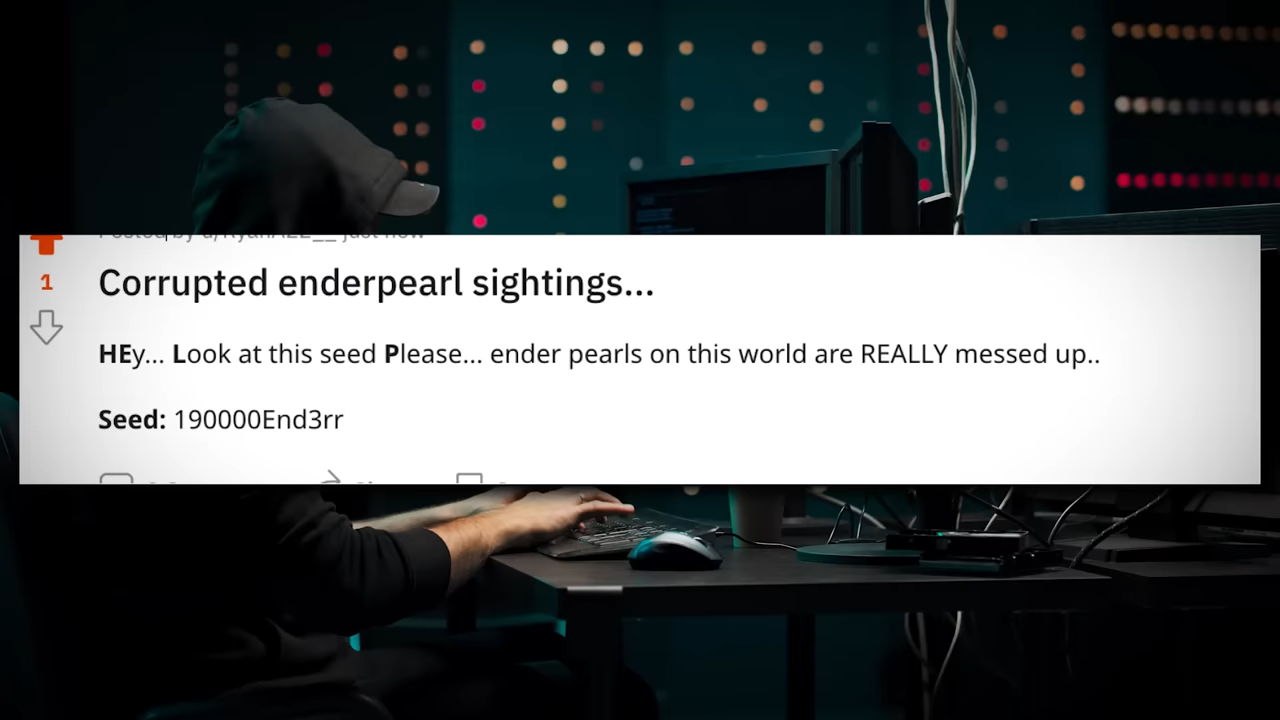 1
Corrupted enderpearl sightings...
HEy... Look at this seed Please... ender pearls on this world are REALLY messed up..
Seed: 190000End3rr